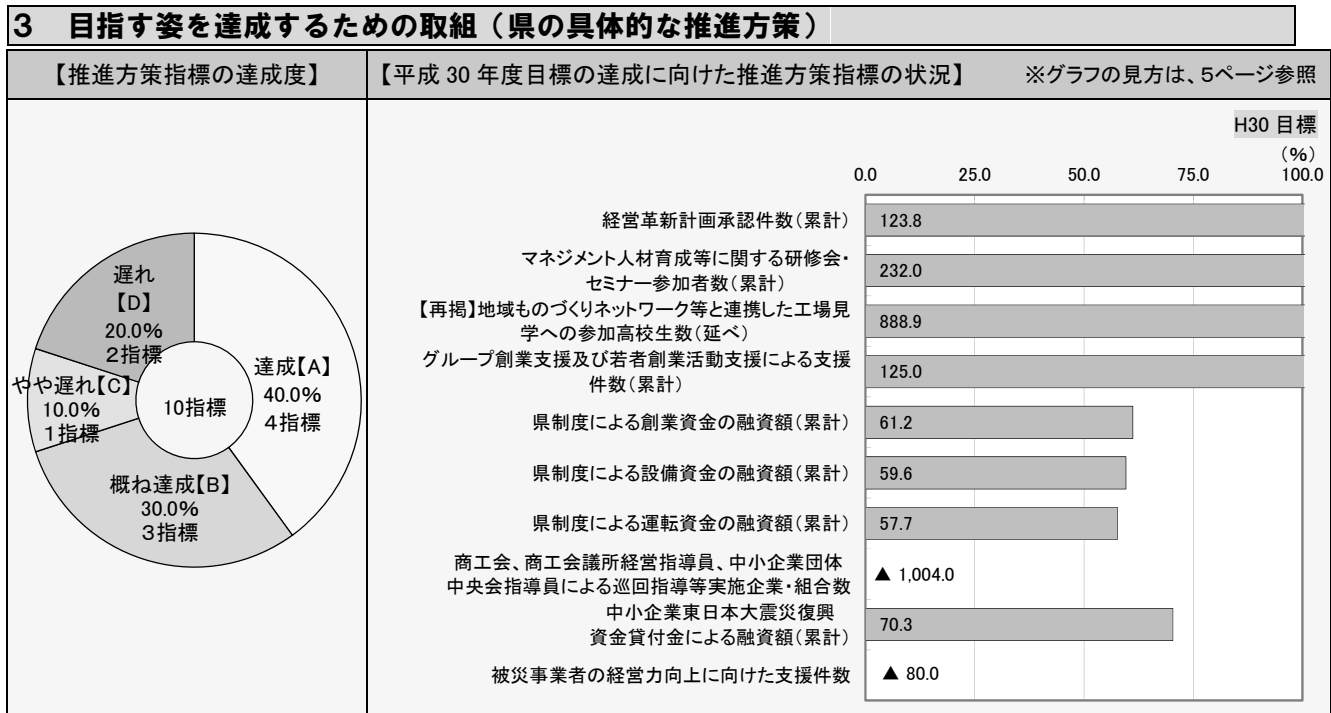 3 目指す姿を達成するための取組（県の具体的な推進方策）
【推進方策指標の達成度】
【平成 30 年度目標の達成に向けた推進方策指標の状況】 ※グラフの見方は、5ページ参照
遅れ
【D】
20.0%
2指標
やや遅れ【C】
10.0%
1指標
達成【A】
40.0%
4指標
10指標
概ね達成【B】
30.0%
3指標
H30 目標
（%）
0.0 25.0 50.0 75.0 100.0
経営革新計画承認件数（累計） 123.8
マネジメント人材育成等に関する研修会・
セミナー参加者数（累計） 232.0
【再掲】地域ものづくりネットワーク等と連携した工場見
学への参加高校生数（延べ） 888.9
グループ創業支援及び若者創業活動支援による支援
件数（累計） 125.0
県制度による創業資金の融資額（累計） 61.2
県制度による設備資金の融資額（累計） 59.6
県制度による運転資金の融資額（累計） 57.7
商工会、商工会議所経営指導員、中小企業団体
中央会指導員による巡回指導等実施企業・組合数 ▲ 1,004.0
中小企業東日本大震災復興
資金貸付金による融資額（累計） 70.3
被災事業者の経営力向上に向けた支援件数 ▲ 80.0